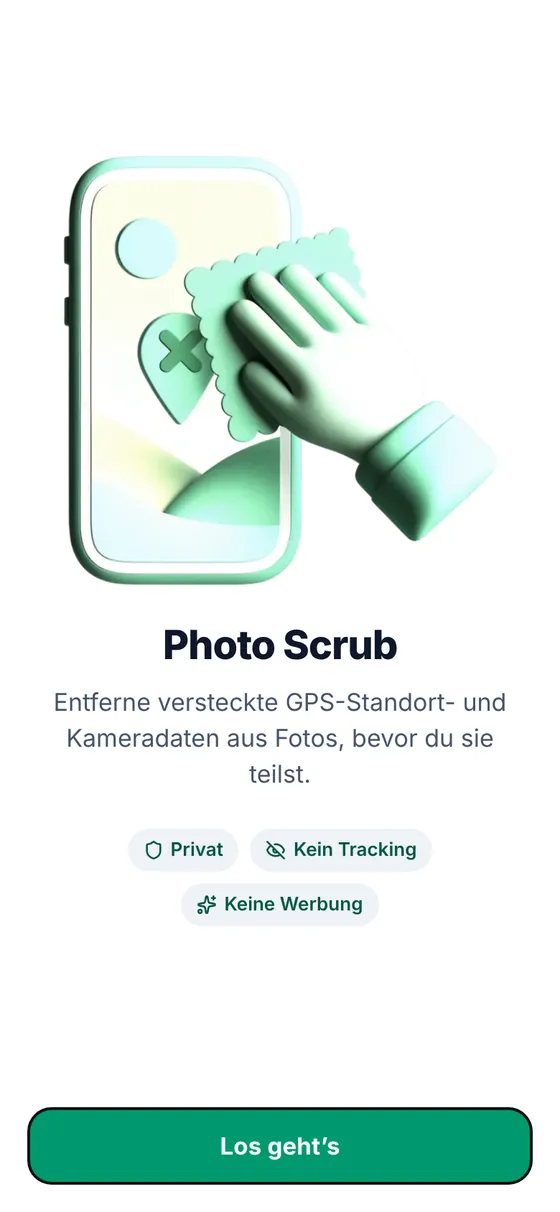 Photo Scrub
Entferne versteckte GPS-Standort- und
Kameradaten aus Fotos, bevor du sie
teilst.
Privat
Kein Tracking
Keine Werbung
Los geht’s